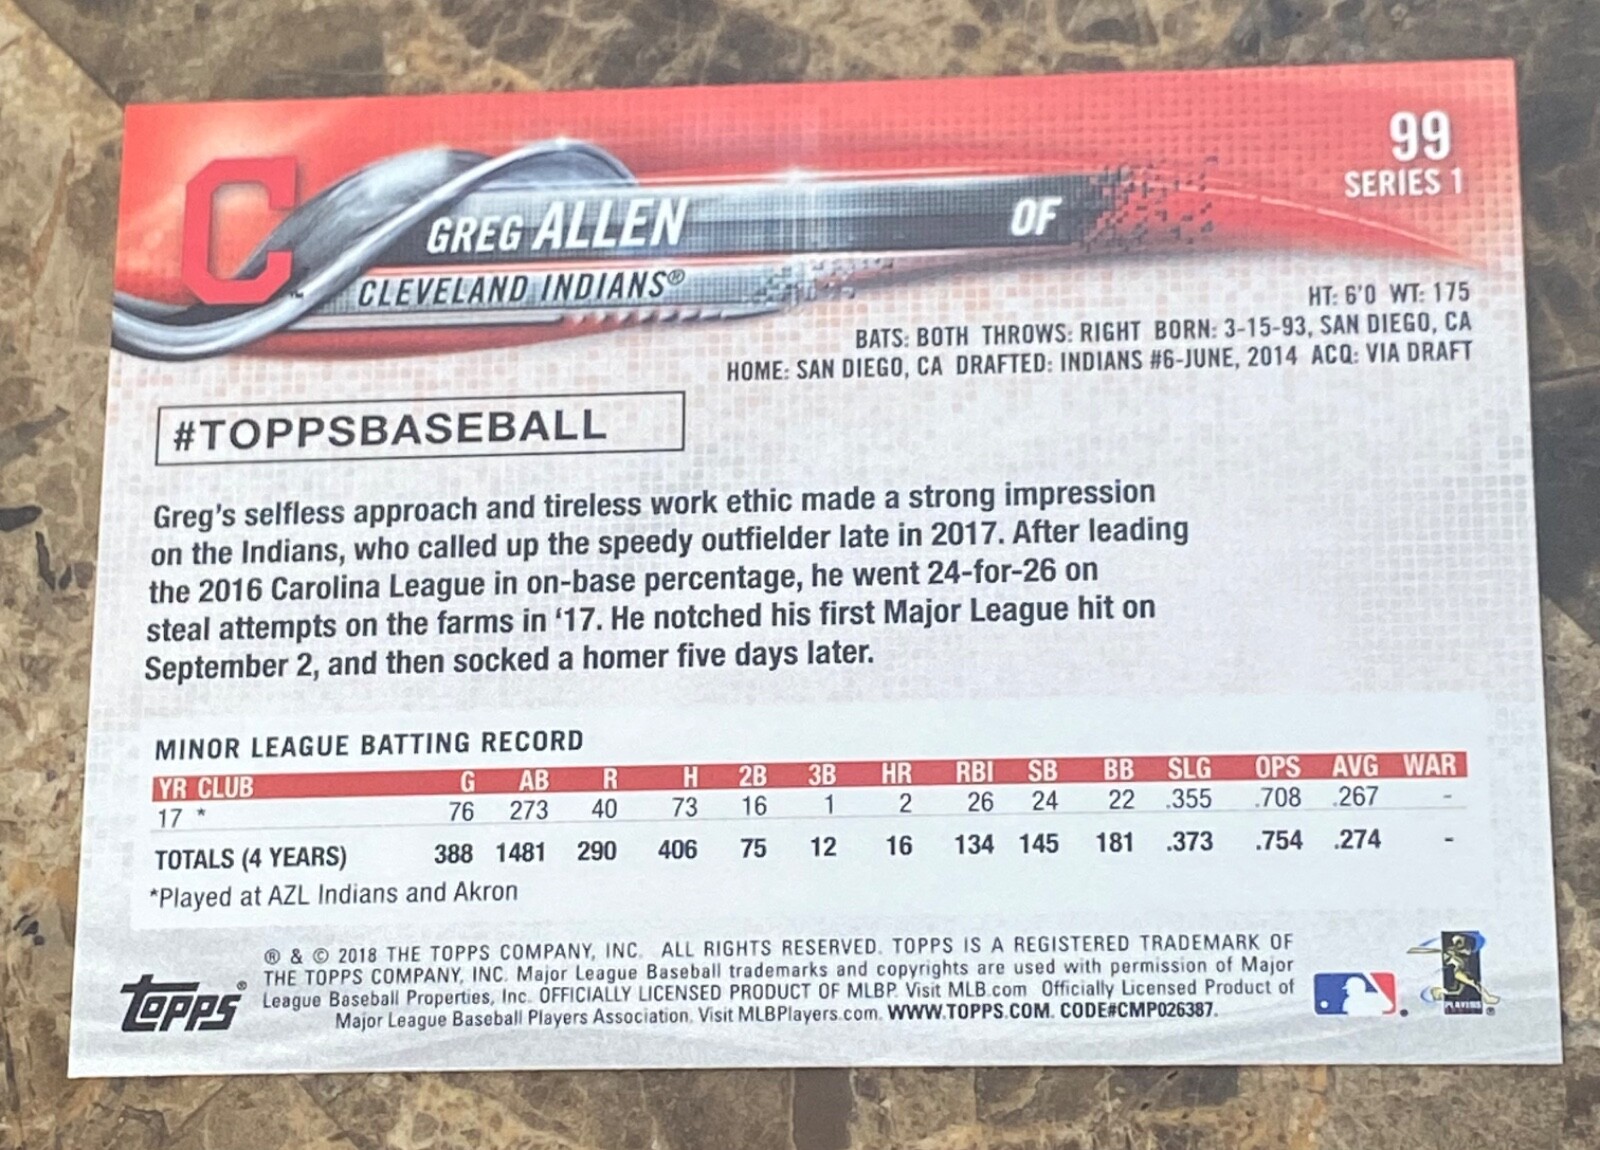 99
SERIES 1
C
GREG ALLEN OF
CLEVELAND INDIANS®
HT: 6'0 WT: 175
BATS: BOTH THROWS: RIGHT BORN: 3-15-93, SAN DIEGO, CA
HOME: SAN DIEGO, CA DRAFTED: INDIANS #6-JUNE, 2014 ACQ: VIA DRAFT
#TOPPSBASEBALL
Greg's selfless approach and tireless work ethic made a strong impression
on the Indians, who called up the speedy outfielder late in 2017. After leading
the 2016 Carolina League in on-base percentage, he went 24-for-26 on
steal attempts on the farms in '17. He notched his first Major League hit on
September 2, and then socked a homer five days later.
MINOR LEAGUE BATTING RECORD
YR CLUB G AB R H 2B 3B HR RBI SB BB SLG OPS AVG WAR
17 * 76 273 40 73 16 1 2 26 24 22 .355 .708 .267 -
TOTALS (4 YEARS) 388 1481 290 406 75 12 16 134 145 181 .373 .754 .274 -
*Played at AZL Indians and Akron
® & © 2018 THE TOPPS COMPANY, INC. ALL RIGHTS RESERVED. TOPPS IS A REGISTERED TRADEMARK OF
THE TOPPS COMPANY, INC. Major League Baseball trademarks and copyrights are used with permission of Major
League Baseball Properties, Inc. OFFICIALLY LICENSED PRODUCT OF MLBP. Visit MLB.com Officially Licensed Product of
Major League Baseball Players Association. Visit MLBPlayers.com. WWW.TOPPS.COM. CODE#CMP026387.
TOPPS®
PLAYERS